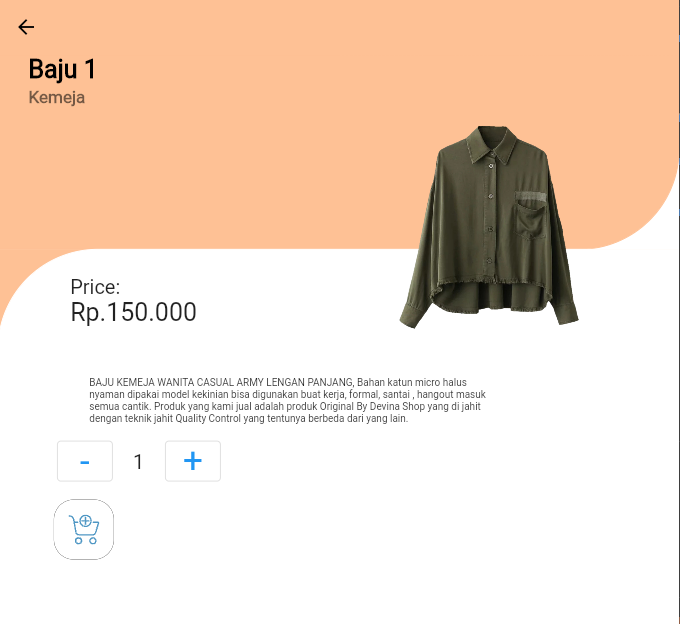 Baju 1
Kemeja
Price:
Rp.150.000
BAJU KEMEJA WANITA CASUAL ARMY LENGAN PANJANG, Bahan katun micro halus
nyaman dipakai model kekinian bisa digunakan buat kerja, formal, santai , hangout masuk
semua cantik. Produk yang kami jual adalah produk Original By Devina Shop yang di jahit
dengan teknik jahit Quality Control yang tentunya berbeda dari yang lain.
- 1 +